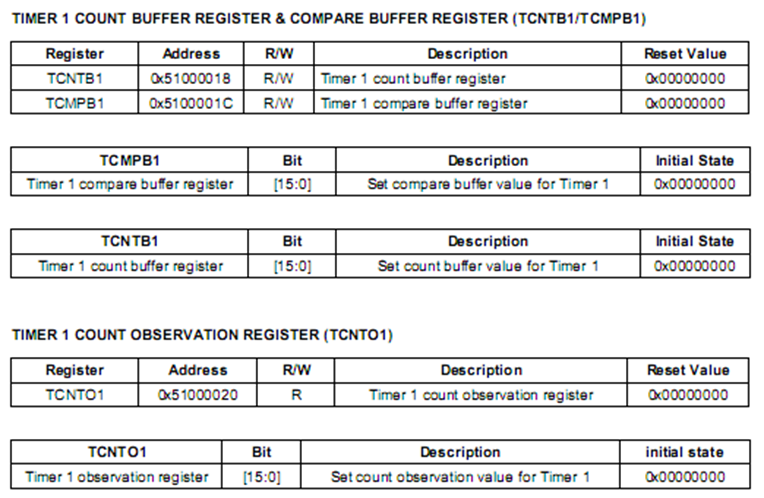 TIMER 1 COUNT BUFFER REGISTER & COMPARE BUFFER REGISTER (TCNTB1/TCMPB1)
Register Address R/W Description Reset Value
TCNTB1 0x51000018 R/W Timer 1 count buffer register 0x00000000
TCMPB1 0x5100001C R/W Timer 1 compare buffer register 0x00000000
TCMPB1 Bit Description Initial State
Timer 1 compare buffer register [15:0] Set compare buffer value for Timer 1 0x00000000
TCNTB1 Bit Description Initial State
Timer 1 count buffer register [15:0] Set count buffer value for Timer 1 0x00000000
TIMER 1 COUNT OBSERVATION REGISTER (TCNTO1)
Register Address R/W Description Reset Value
TCNTO1 0x51000020 R Timer 1 count observation register 0x00000000
TCNTO1 Bit Description initial state
Timer 1 observation register [15:0] Set count observation value for Timer 1 0x00000000